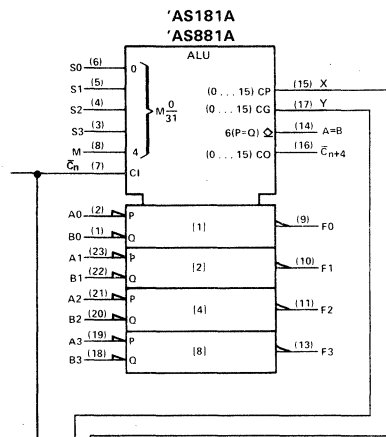 'AS181A
'AS881A
ALU
S0 (6) 0
S1 (5) (0 ... 15) CP (15) X
S2 (4) M 0/31 (0 ... 15) CG (17) Y
S3 (3) 6(P=Q) (14) A=B
M (8) 4 (0 ... 15) CO (16) C̅n+4
C̅n (7) CI
A0 (2) P [1] (9) F0
B0 (1) Q
A1 (23) P [2] (10) F1
B1 (22) Q
A2 (21) P [4] (11) F2
B2 (20) Q
A3 (19) P [8] (13) F3
B3 (18) Q